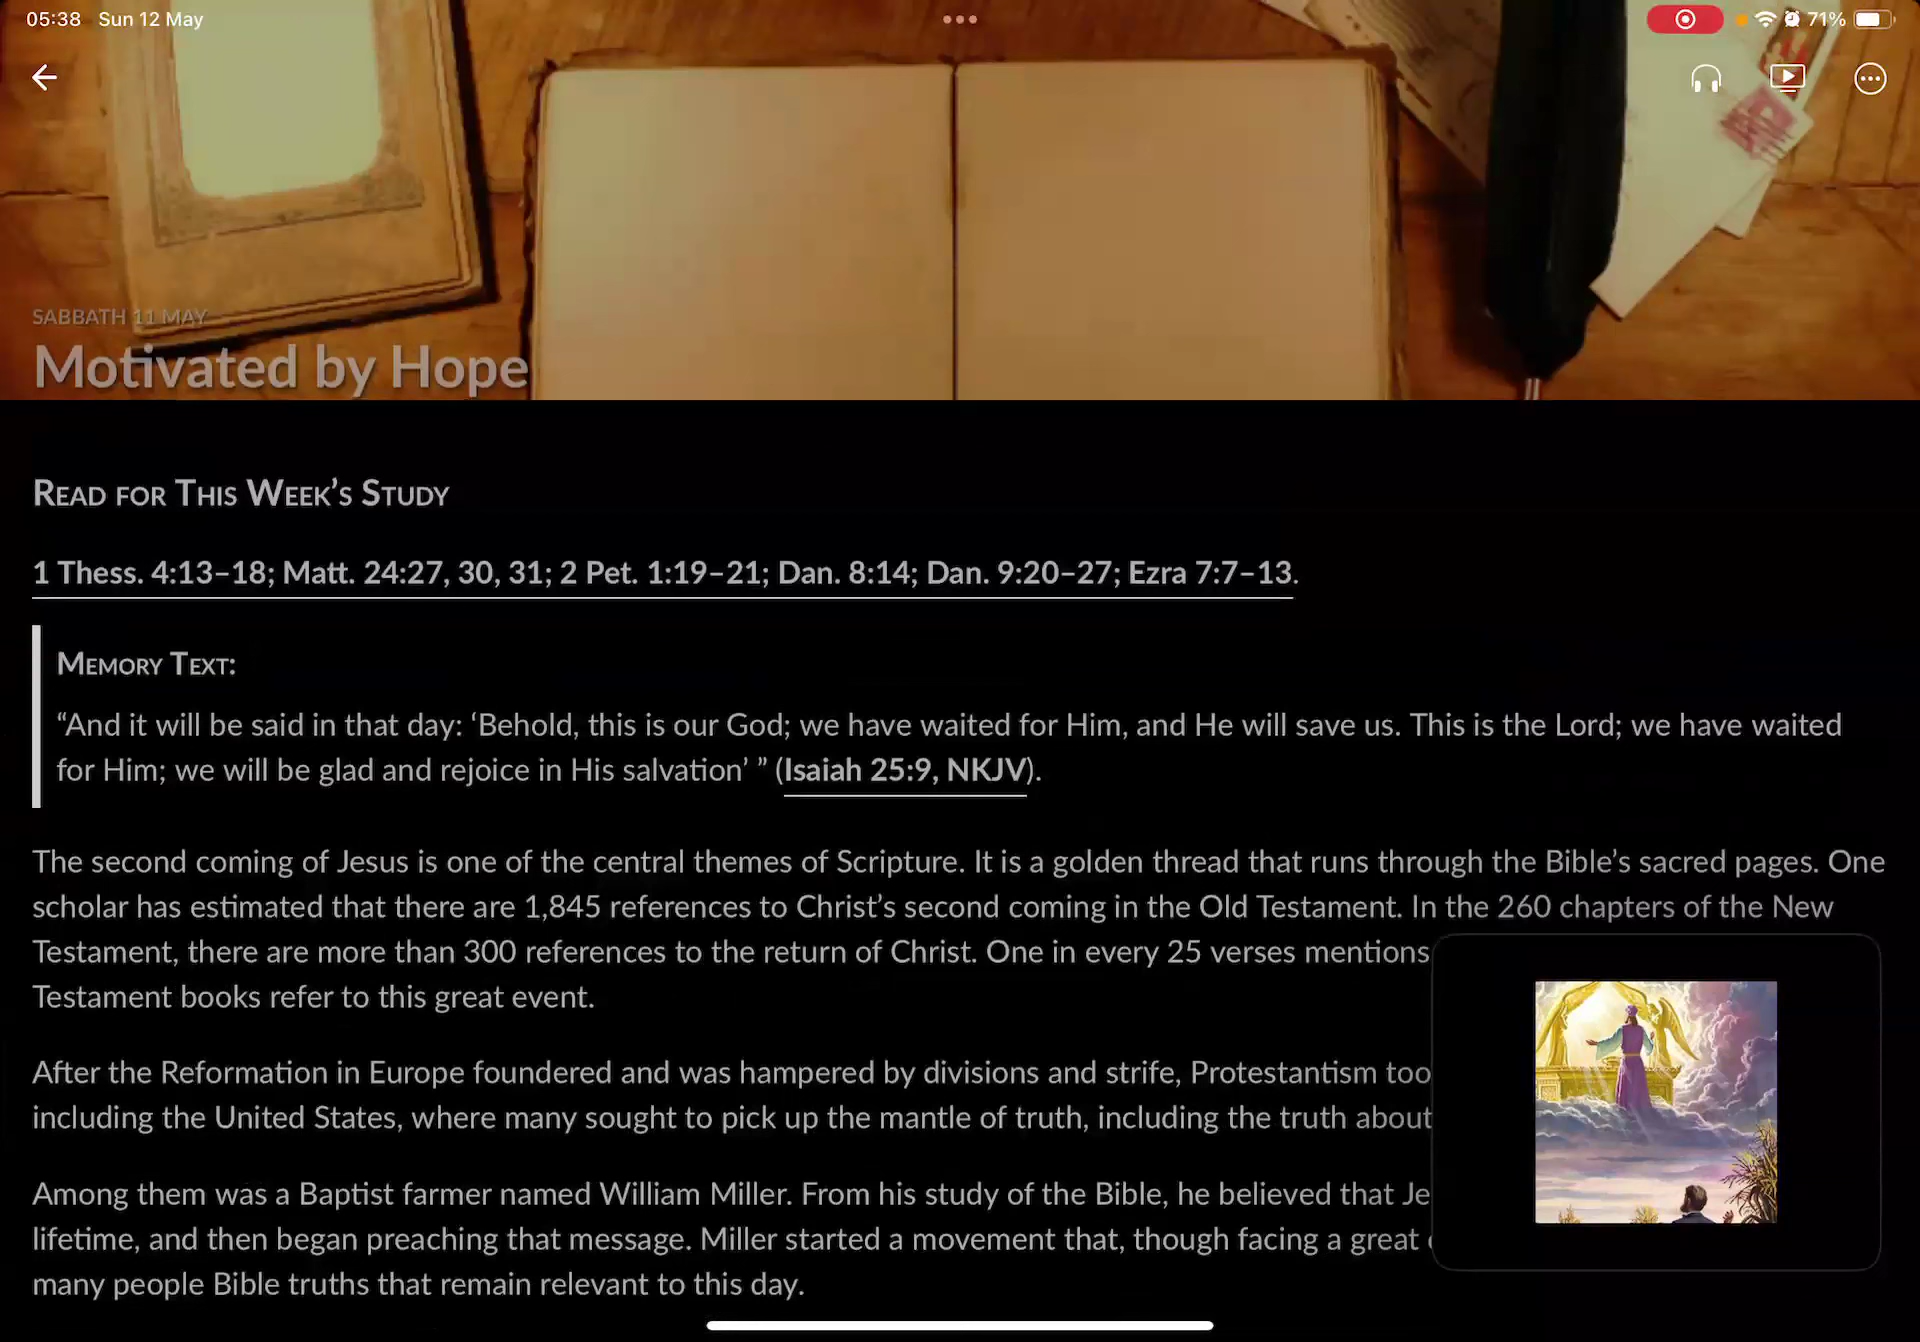 05:38 Sun 12 May
71%
SABBATH 11 MAY
Motivated by Hope
READ FOR THIS WEEK'S STUDY
1 Thess. 4:13–18; Matt. 24:27, 30, 31; 2 Pet. 1:19–21; Dan. 8:14; Dan. 9:20–27; Ezra 7:7–13.
MEMORY TEXT:
“And it will be said in that day: ‘Behold, this is our God; we have waited for Him, and He will save us. This is the Lord; we have waited
for Him; we will be glad and rejoice in His salvation’ ” (Isaiah 25:9, NKJV).
The second coming of Jesus is one of the central themes of Scripture. It is a golden thread that runs through the Bible’s sacred pages. One
scholar has estimated that there are 1,845 references to Christ’s second coming in the Old Testament. In the 260 chapters of the New
Testament, there are more than 300 references to the return of Christ. One in every 25 verses mentions
Testament books refer to this great event.
After the Reformation in Europe foundered and was hampered by divisions and strife, Protestantism too
including the United States, where many sought to pick up the mantle of truth, including the truth about
Among them was a Baptist farmer named William Miller. From his study of the Bible, he believed that Je
lifetime, and then began preaching that message. Miller started a movement that, though facing a great
many people Bible truths that remain relevant to this day.